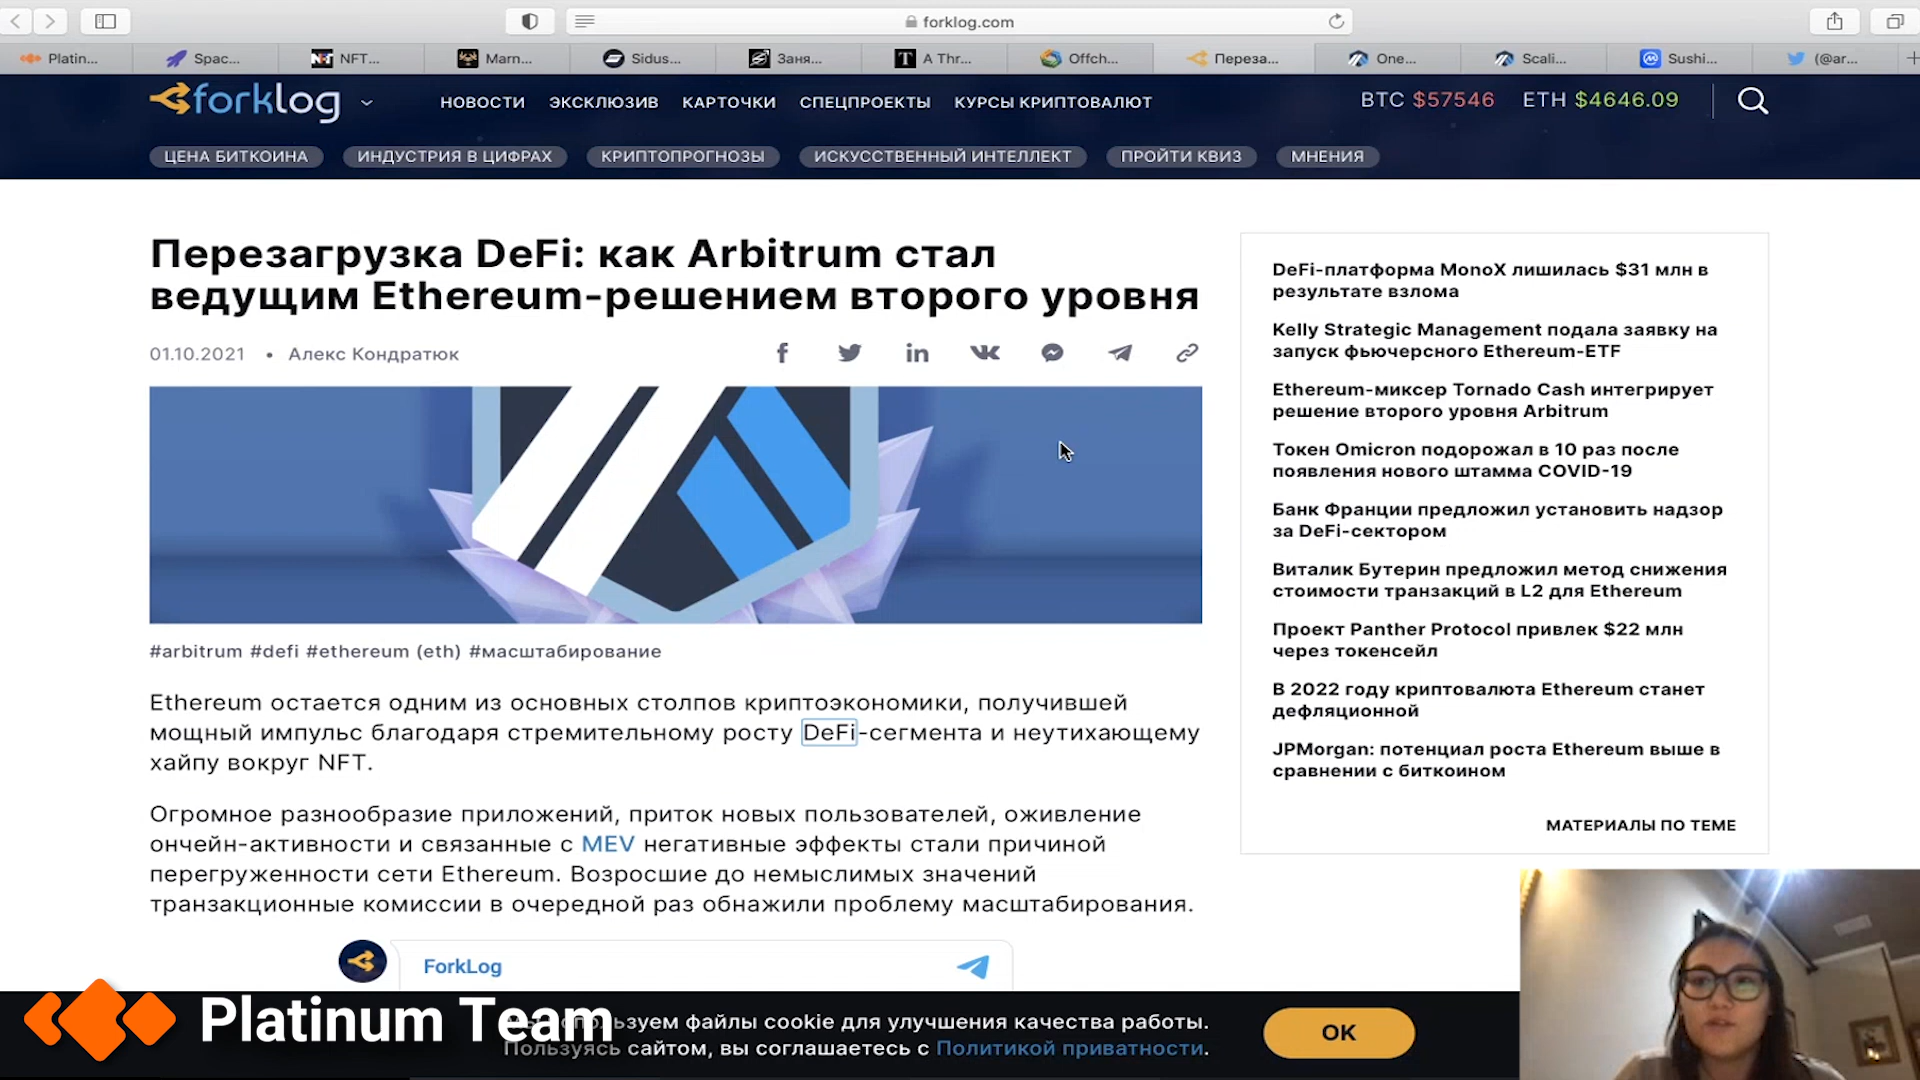 forklog.com
Platin...
Spac...
NFT...
Marn...
Sidus...
Заня...
A Thr...
Offch...
Переза...
One...
Scali...
Sushi...
(@ar...
forklog
НОВОСТИ ЭКСКЛЮЗИВ КАРТОЧКИ СПЕЦПРОЕКТЫ КУРСЫ КРИПТОВАЛЮТ
BTC $57546 ETH $4646.09
ЦЕНА БИТКОИНА ИНДУСТРИЯ В ЦИФРАХ КРИПТОПРОГНОЗЫ ИСКУССТВЕННЫЙ ИНТЕЛЛЕКТ ПРОЙТИ КВИЗ МНЕНИЯ
Перезагрузка DeFi: как Arbitrum стал
ведущим Ethereum-решением второго уровня
01.10.2021 • Алекс Кондратюк
#arbitrum #defi #ethereum (eth) #масштабирование
Ethereum остается одним из основных столпов криптоэкономики, получившей
мощный импульс благодаря стремительному росту DeFi-сегмента и неутихающему
хайпу вокруг NFT.
Огромное разнообразие приложений, приток новых пользователей, оживление
ончейн-активности и связанные с MEV негативные эффекты стали причиной
перегруженности сети Ethereum. Возросшие до немыслимых значений
транзакционные комиссии в очередной раз обнажили проблему масштабирования.
ForkLog
DeFi-платформа MonoX лишилась $31 млн в
результате взлома
Kelly Strategic Management подала заявку на
запуск фьючерсного Ethereum-ETF
Ethereum-миксер Tornado Cash интегрирует
решение второго уровня Arbitrum
Токен Omicron подорожал в 10 раз после
появления нового штамма COVID-19
Банк Франции предложил установить надзор
за DeFi-сектором
Виталик Бутерин предложил метод снижения
стоимости транзакций в L2 для Ethereum
Проект Panther Protocol привлек $22 млн
через токенсейл
В 2022 году криптовалюта Ethereum станет
дефляционной
JPMorgan: потенциал роста Ethereum выше в
сравнении с биткоином
МАТЕРИАЛЫ ПО ТЕМЕ
Platinum Team
файлы cookie для улучшения качества работы.
Пользуясь сайтом, вы соглашаетесь с Политикой приватности.
OK